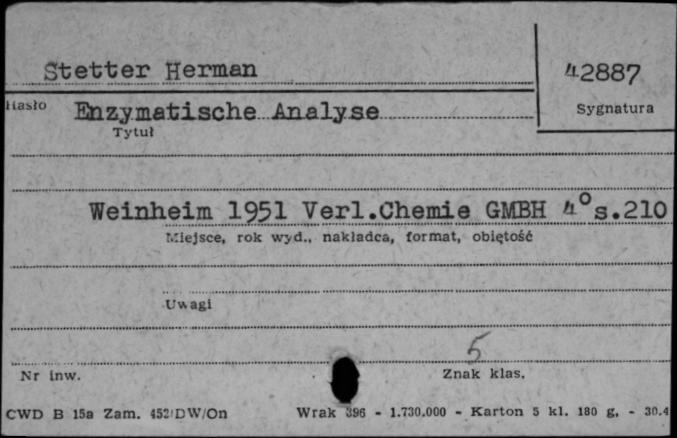 Stetter Herman
42887
Hasło Enzymatische Analyse
Sygnatura
Tytuł
Weinheim 1951 Verl.Chemie GMBH 4° s.210
Miejsce, rok wyd., nakładca, format, objętość
Uwagi
5
Nr inw.
Znak klas.
CWD B 15a Zam. 452/DW/On Wrak 396 - 1.730.000 - Karton 5 kl. 180 g. - 30.4